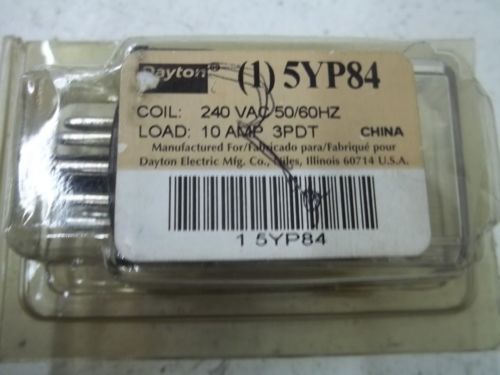 Dayton® (1) 5YP84
COIL: 240 VAC 50/60HZ
LOAD: 10 AMP 3PDT CHINA
Manufactured For/Fabricado para/Fabriqué pour
Dayton Electric Mfg. Co., Niles, Illinois 60714 U.S.A.
1 5YP84